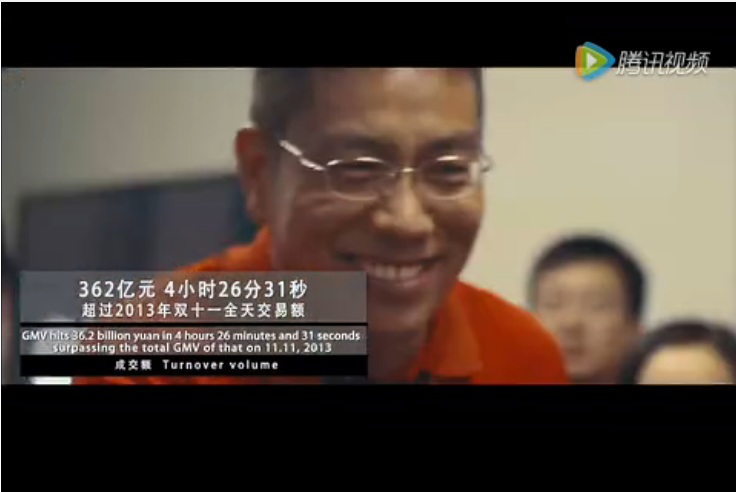 腾讯视频
362亿元 4小时26分31秒
超过2013年双十一全天交易额
GMV hits 36.2 billion yuan in 4 hours 26 minutes and 31 seconds
surpassing the total GMV of that on 11.11, 2013
成交额 Turnover volume